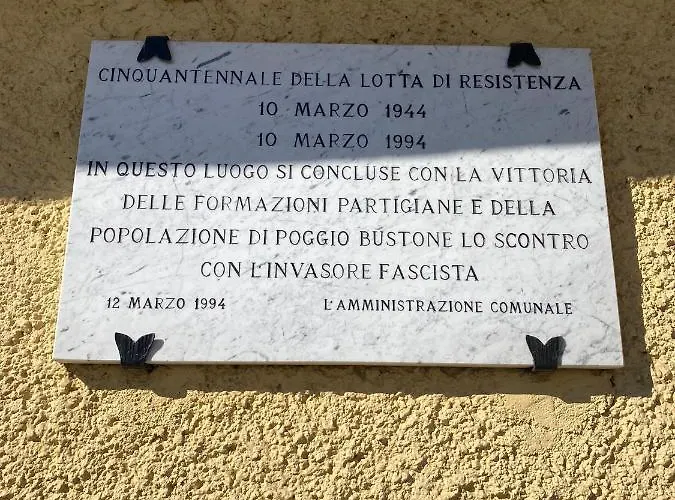 CINQUANTENNALE DELLA LOTTA DI RESISTENZA
10 MARZO 1944
10 MARZO 1994
IN QUESTO LUOGO SI CONCLUSE CON LA VITTORIA
DELLE FORMAZIONI PARTIGIANE E DELLA
POPOLAZIONE DI POGGIO BUSTONE LO SCONTRO
CON L'INVASORE FASCISTA
12 MARZO 1994 L'AMMINISTRAZIONE COMUNALE